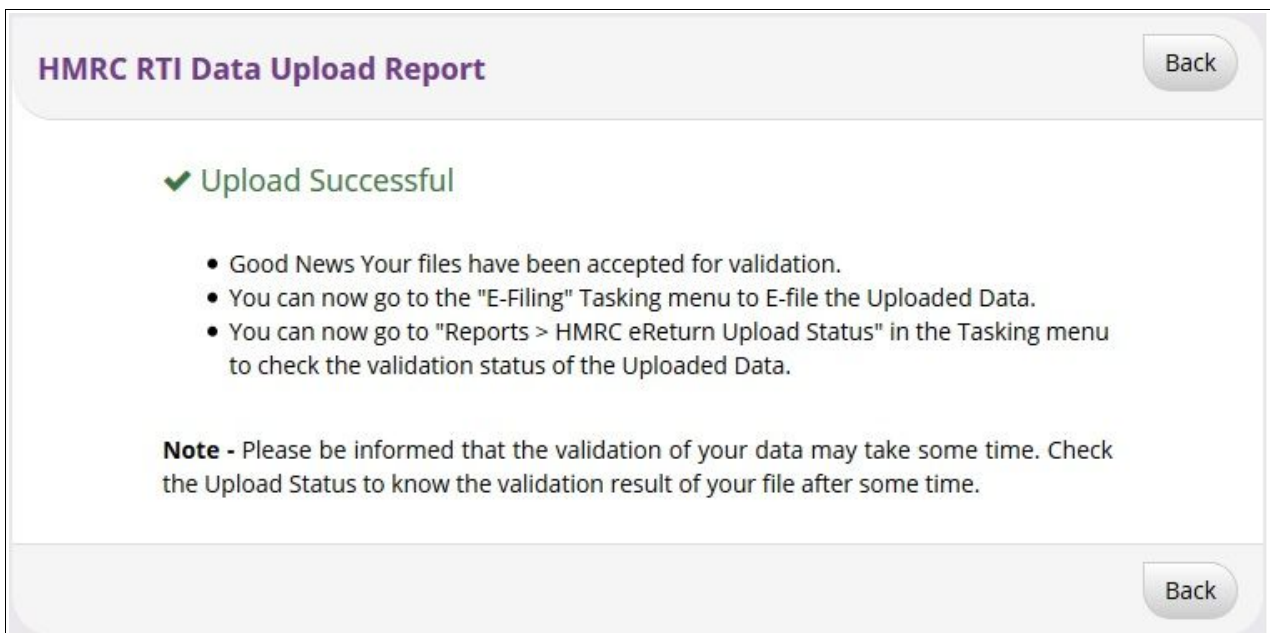 HMRC RTI Data Upload Report
Back
✔ Upload Successful
• Good News Your files have been accepted for validation.
• You can now go to the "E-Filing" Tasking menu to E-file the Uploaded Data.
• You can now go to "Reports > HMRC eReturn Upload Status" in the Tasking menu
to check the validation status of the Uploaded Data.
Note - Please be informed that the validation of your data may take some time. Check
the Upload Status to know the validation result of your file after some time.
Back